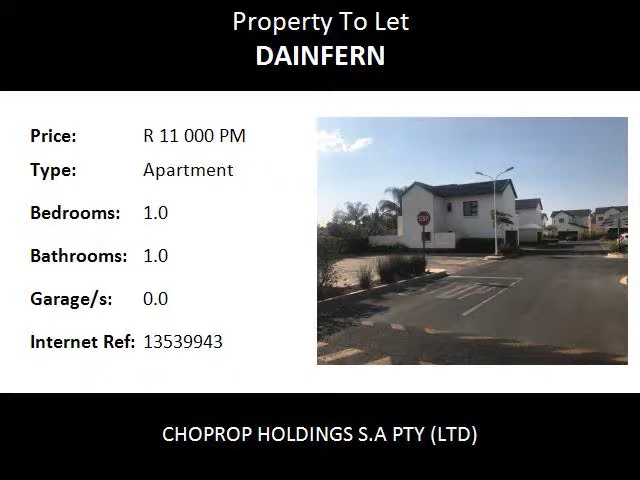 Property To Let
DAINFERN
Price: R 11 000 PM
Type: Apartment
Bedrooms: 1.0
Bathrooms: 1.0
Garage/s: 0.0
Internet Ref: 13539943
CHOPROP HOLDINGS S.A PTY (LTD)